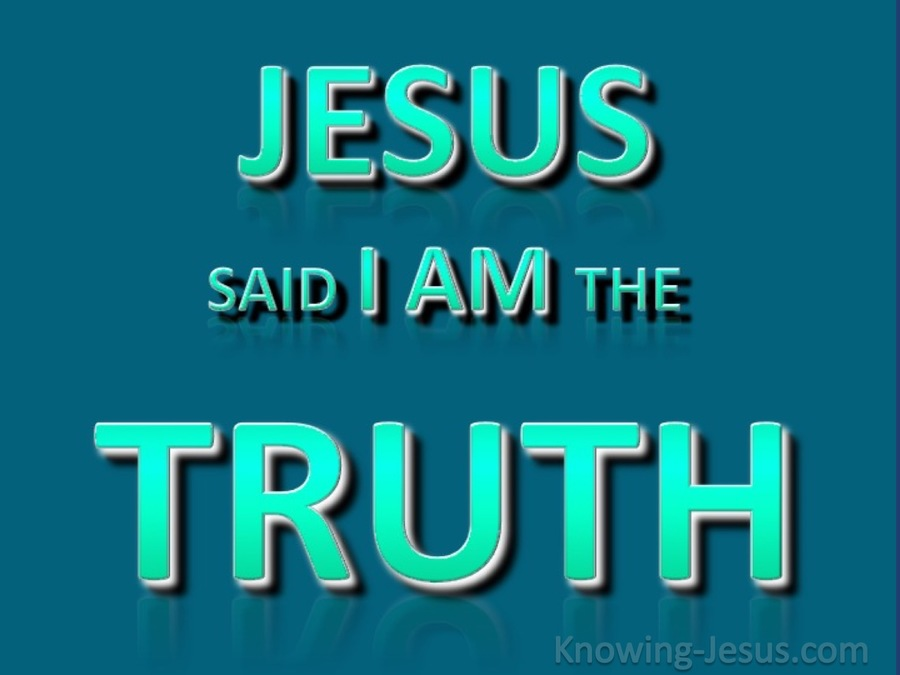 JESUS
SAID I AM THE
TRUTH
Knowing-Jesus.com